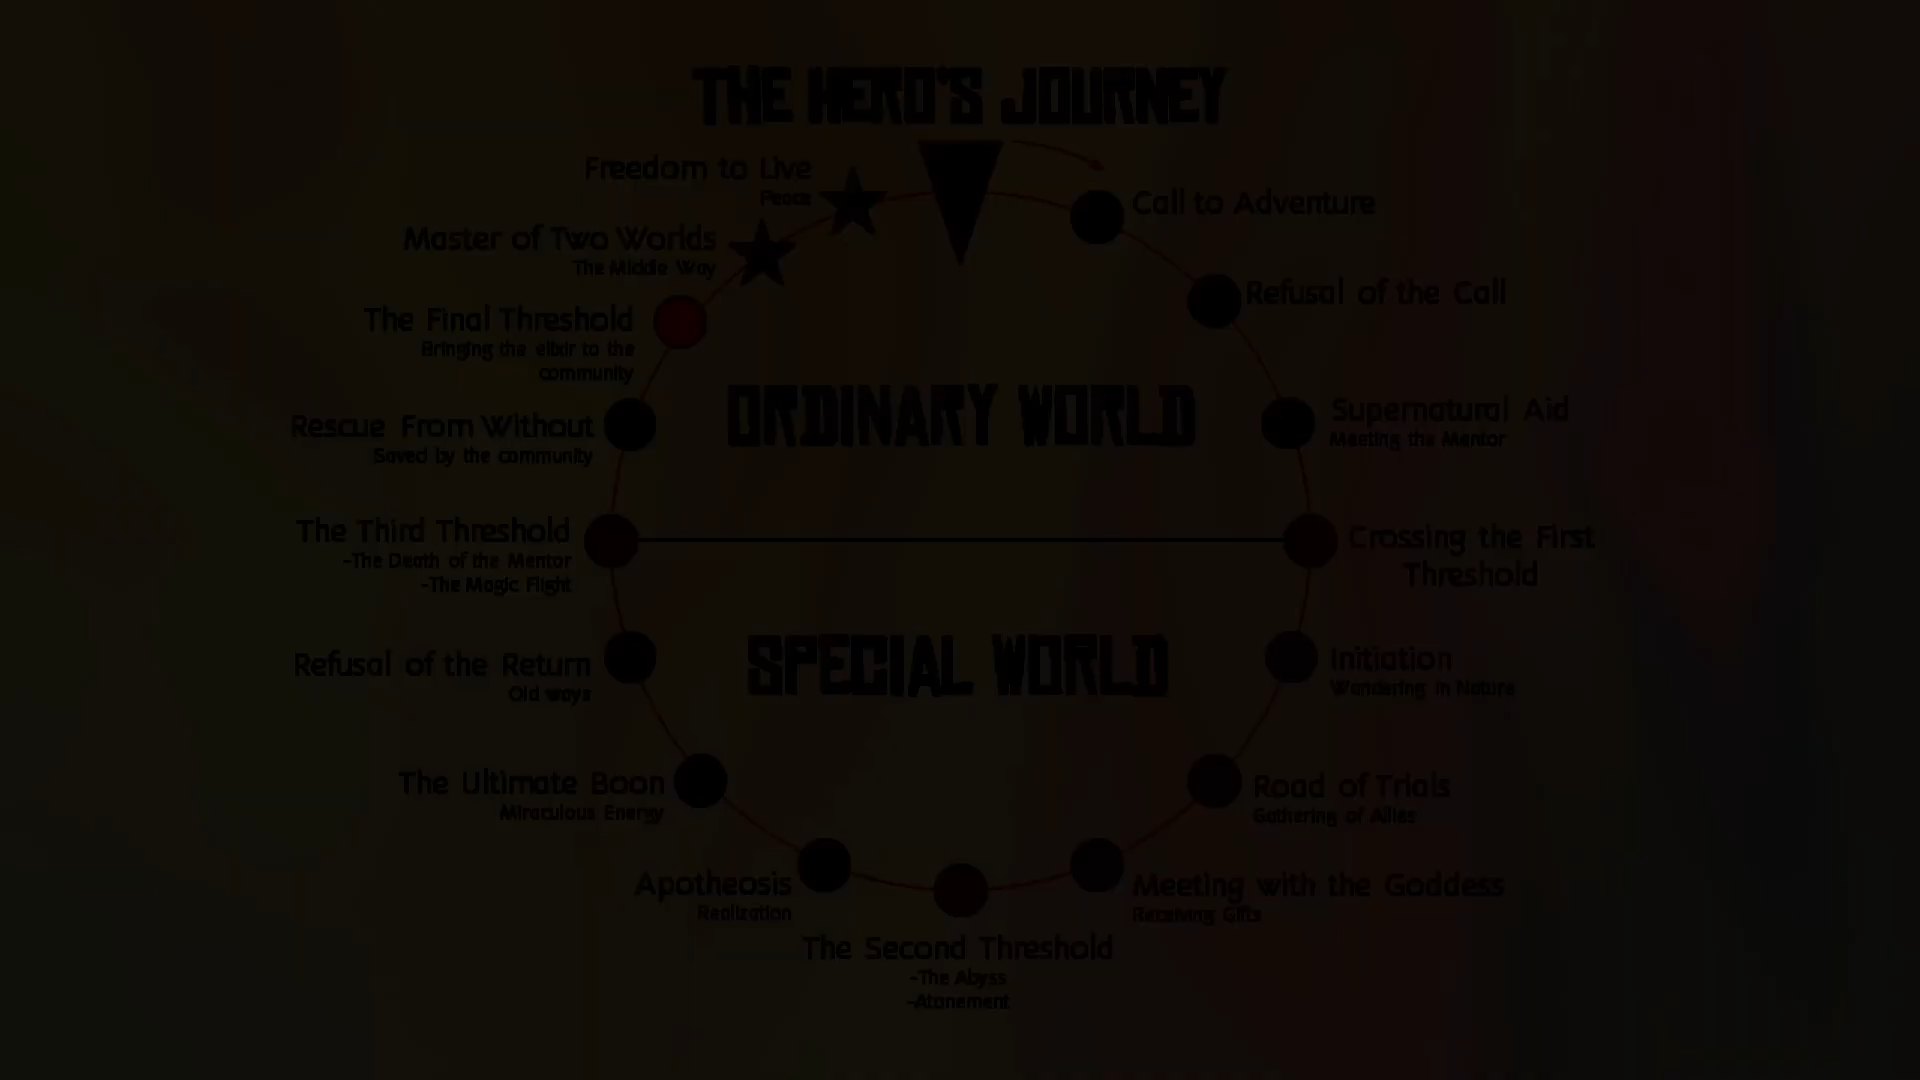 THE HERO'S JOURNEY
Freedom to Live
Peace
Call to Adventure
Master of Two Worlds
The Middle Way
Refusal of the Call
The Final Threshold
Bringing the elixir to the
community
ORDINARY WORLD
Supernatural Aid
Meeting the Mentor
Rescue From Without
Saved by the community
The Third Threshold
-The Death of the Mentor
-The Magic Flight
Crossing the First
Threshold
SPECIAL WORLD
Initiation
Wandering in Nature
Refusal of the Return
Old ways
Road of Trials
Gathering of Allies
The Ultimate Boon
Miraculous Energy
Meeting with the Goddess
Receiving Gifts
Apotheosis
Realization
The Second Threshold
-The Abyss
-Atonement